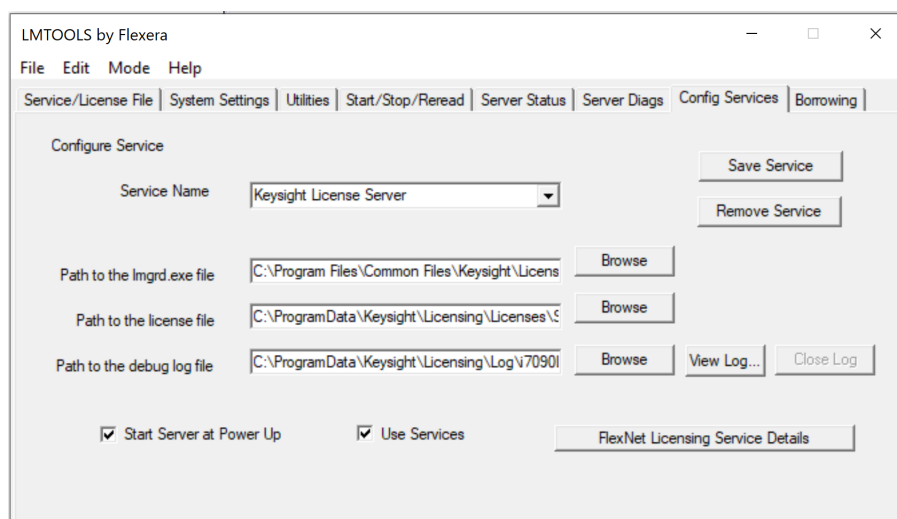 LMTOOLS by Flexera
File Edit Mode Help
Service/License File System Settings Utilities Start/Stop/Reread Server Status Server Diags Config Services Borrowing
Configure Service
Save Service
Service Name Keysight License Server
Remove Service
Path to the lmgrd.exe file C:\Program Files\Common Files\Keysight\Licens Browse
Path to the license file C:\ProgramData\Keysight\Licensing\Licenses\S Browse
Path to the debug log file C:\ProgramData\Keysight\Licensing\Log\i7090l Browse View Log... Close Log
Start Server at Power Up Use Services FlexNet Licensing Service Details